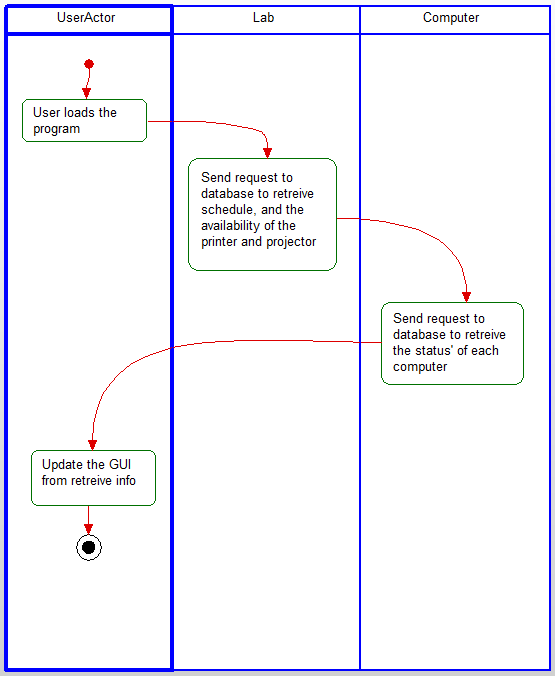 UserActor
Lab
Computer
User loads the
program
Send request to
database to retreive
schedule, and the
availability of the
printer and projector
Send request to
database to retreive
the status' of each
computer
Update the GUI
from retreive info